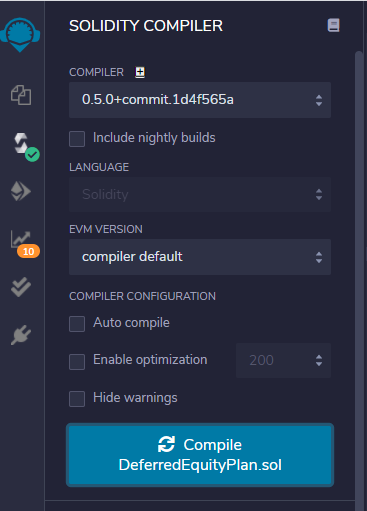 SOLIDITY COMPILER
COMPILER
0.5.0+commit.1d4f565a
Include nightly builds
LANGUAGE
Solidity
EVM VERSION
compiler default
10
COMPILER CONFIGURATION
Auto compile
Enable optimization 200
Hide warnings
Compile
DeferredEquityPlan.sol